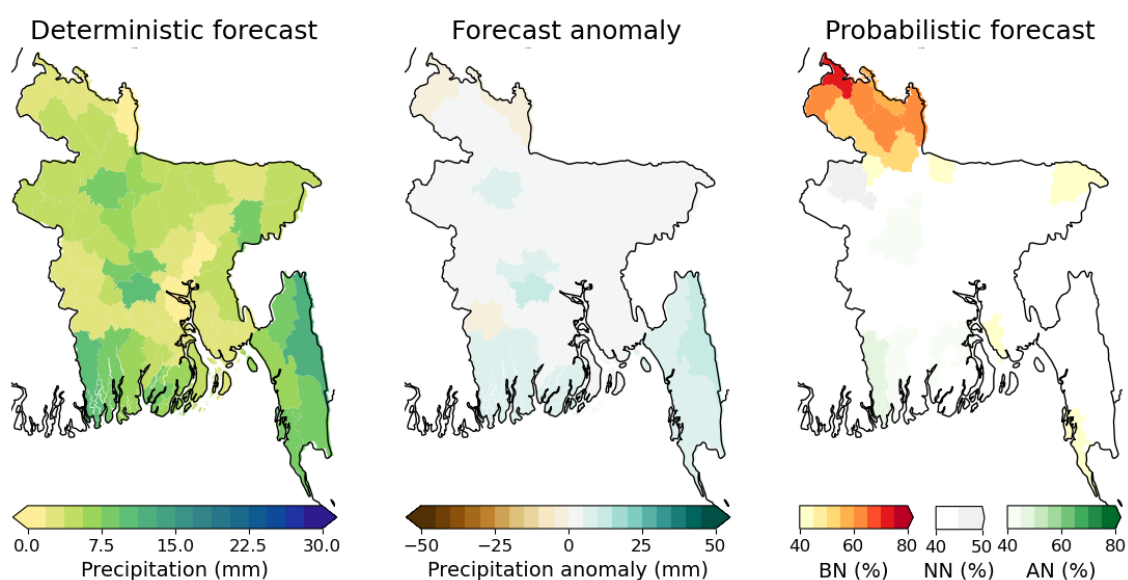 Deterministic forecast
Forecast anomaly
Probabilistic forecast
0.0 7.5 15.0 22.5 30.0
Precipitation (mm)
−50 −25 0 25 50
Precipitation anomaly (mm)
40 60 80
BN (%)
40 50
NN (%)
40 60 80
AN (%)